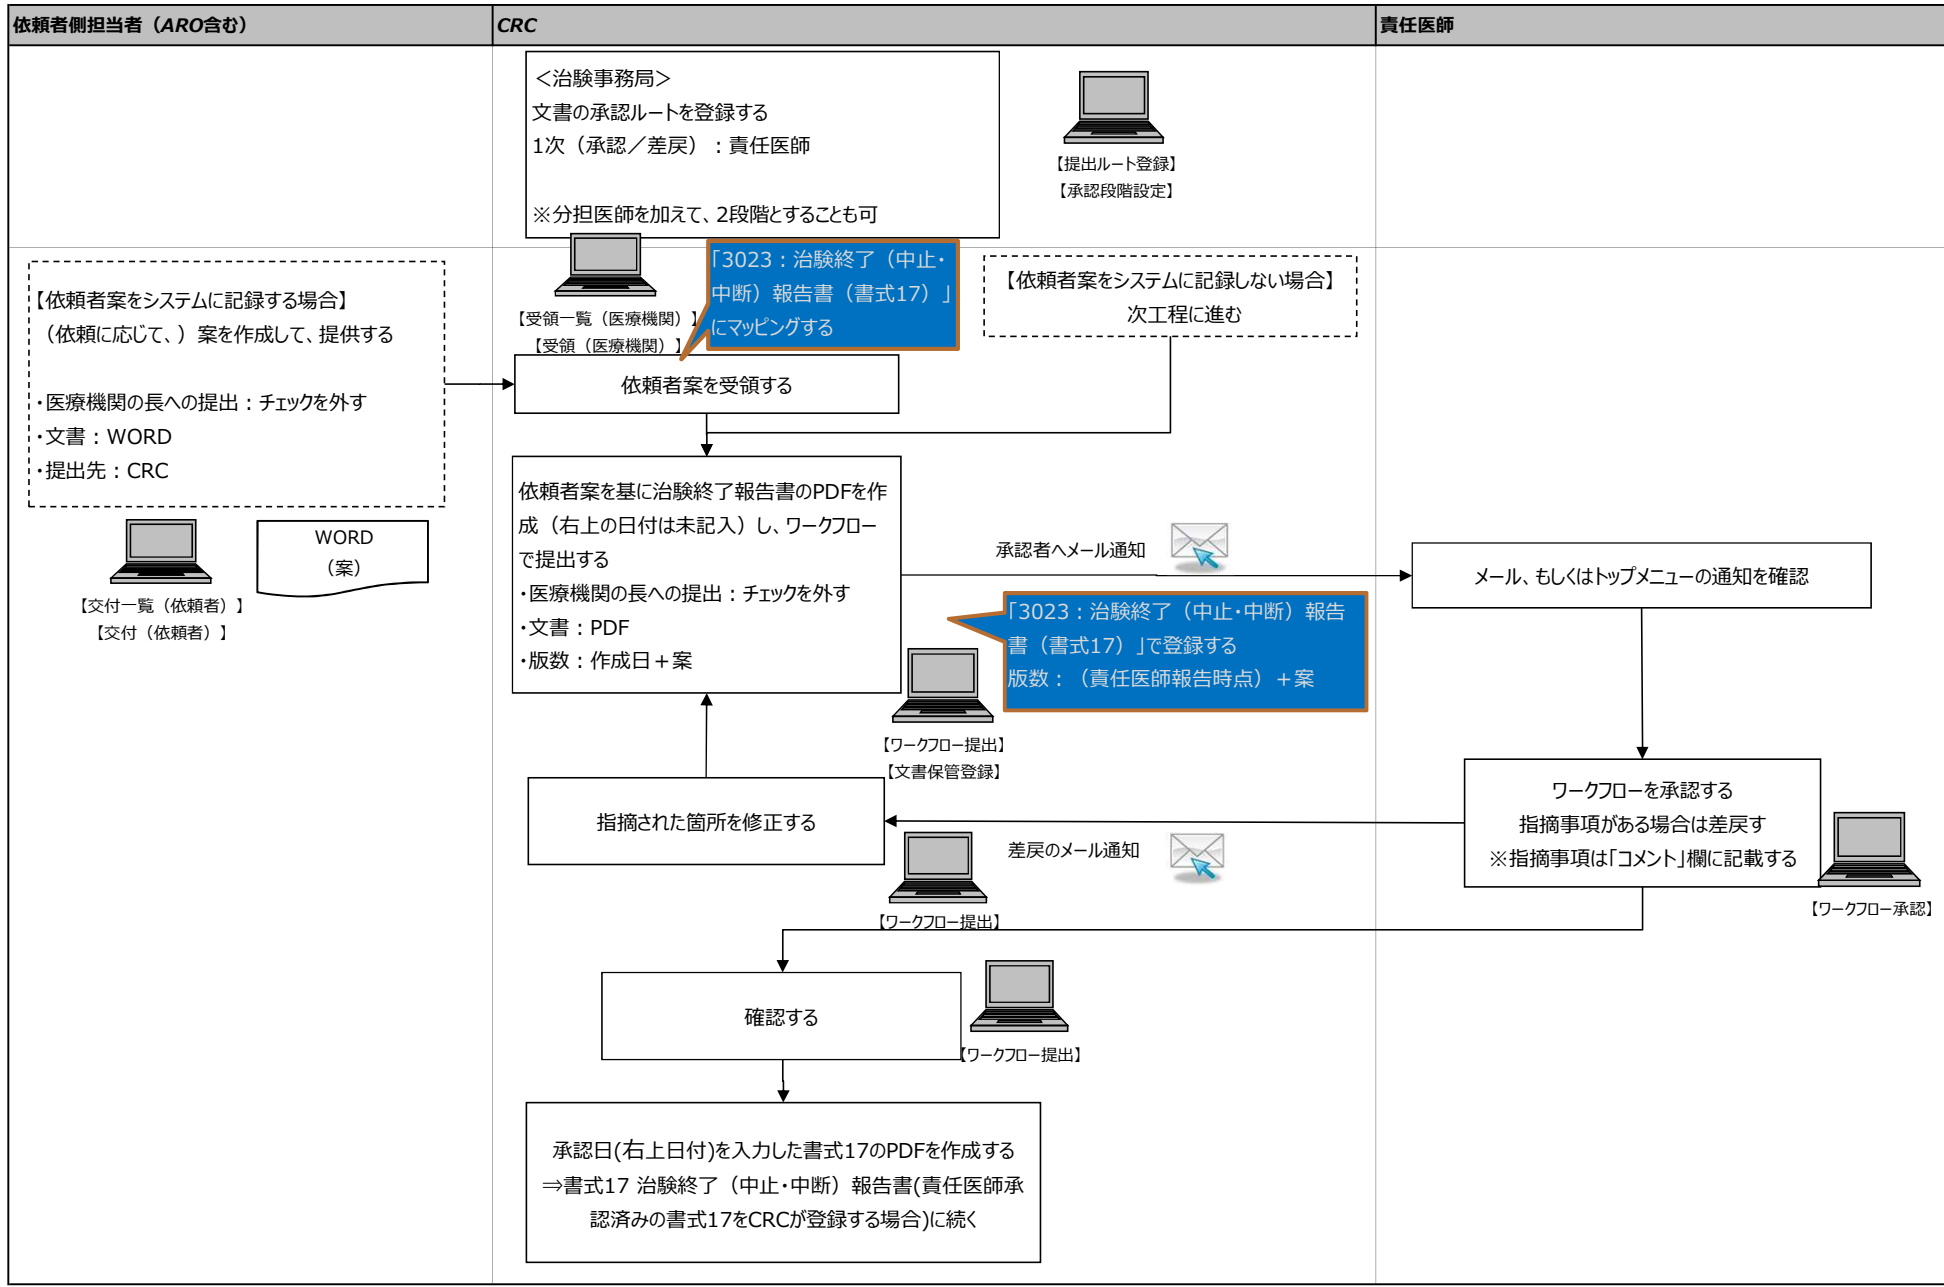 依頼者側担当者（ARO含む）
CRC
責任医師
＜治験事務局＞
文書の承認ルートを登録する
1次（承認／差戻）：責任医師
※分担医師を加えて、2段階とすることも可
【提出ルート登録】
【承認段階設定】
【依頼者案をシステムに記録する場合】
（依頼に応じて、）案を作成して、提供する
・医療機関の長への提出：チェックを外す
・文書：WORD
・提出先：CRC
WORD
（案）
【交付一覧（依頼者）】
【交付（依頼者）】
【受領一覧（医療機関）】
【受領（医療機関）】
「3023：治験終了（中止・
中断）報告書（書式17）」
にマッピングする
【依頼者案をシステムに記録しない場合】
次工程に進む
依頼者案を受領する
依頼者案を基に治験終了報告書のPDFを作
成（右上の日付は未記入）し、ワークフロー
で提出する
・医療機関の長への提出：チェックを外す
・文書：PDF
・版数：作成日＋案
承認者へメール通知
メール、もしくはトップメニューの通知を確認
「3023：治験終了（中止・中断）報告
書（書式17）」で登録する
版数：（責任医師報告時点）＋案
【ワークフロー提出】
【文書保管登録】
ワークフローを承認する
指摘事項がある場合は差戻す
※指摘事項は「コメント」欄に記載する
【ワークフロー承認】
指摘された箇所を修正する
差戻のメール通知
【ワークフロー提出】
確認する
【ワークフロー提出】
承認日(右上日付)を入力した書式17のPDFを作成する
⇒書式17 治験終了（中止・中断）報告書(責任医師承
認済みの書式17をCRCが登録する場合)に続く